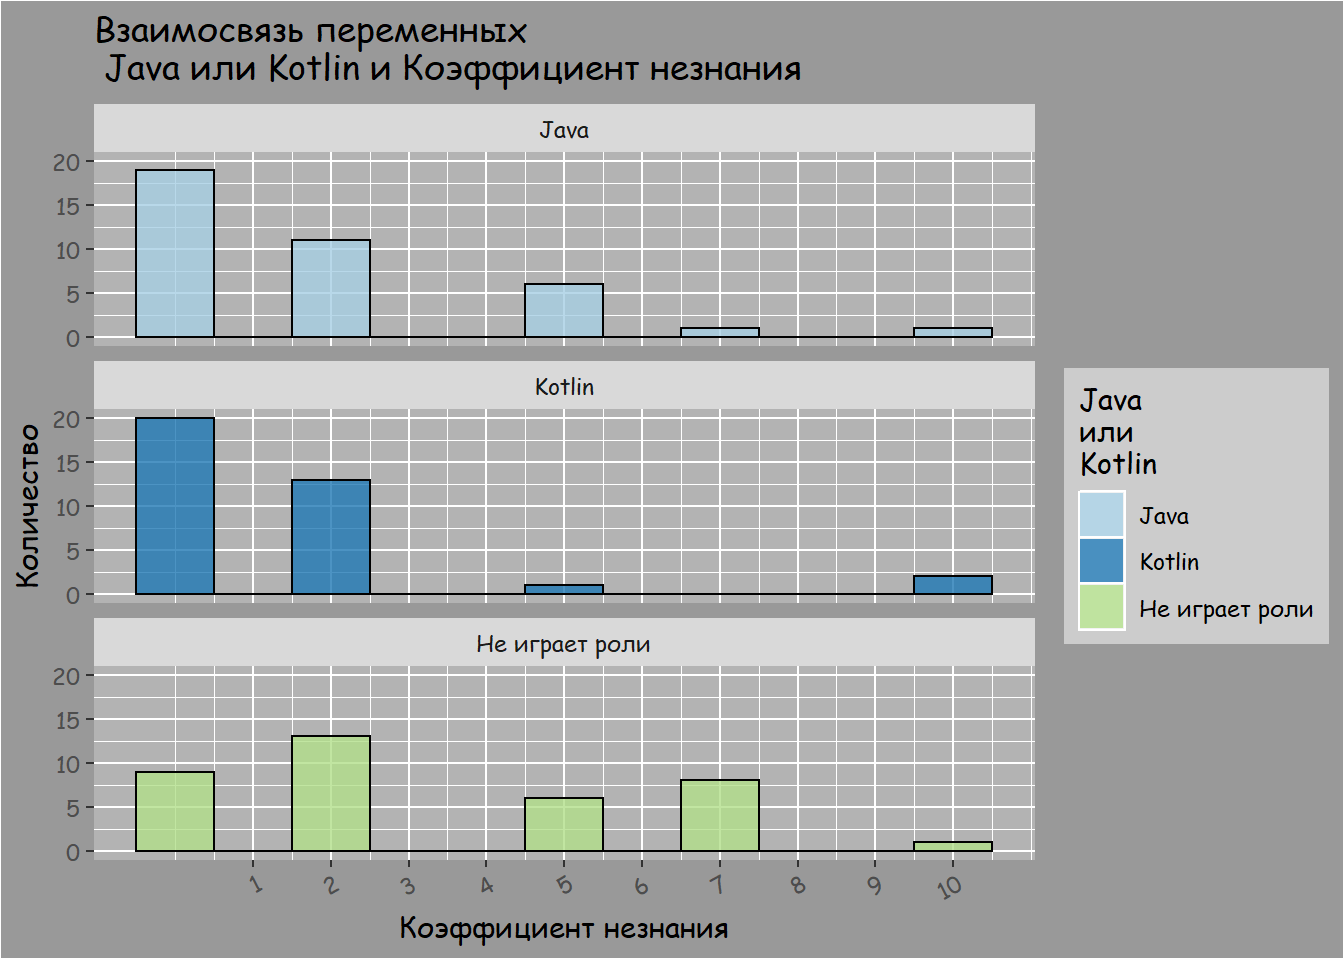 Взаимосвязь переменных
Java или Kotlin и Коэффициент незнания
Java
20
15
10
5
0
Kotlin
20
15
10
5
0
Не играет роли
20
15
10
5
0
1 2 3 4 5 6 7 8 9 10
Коэффициент незнания
Количество
Java
или
Kotlin
Java
Kotlin
Не играет роли